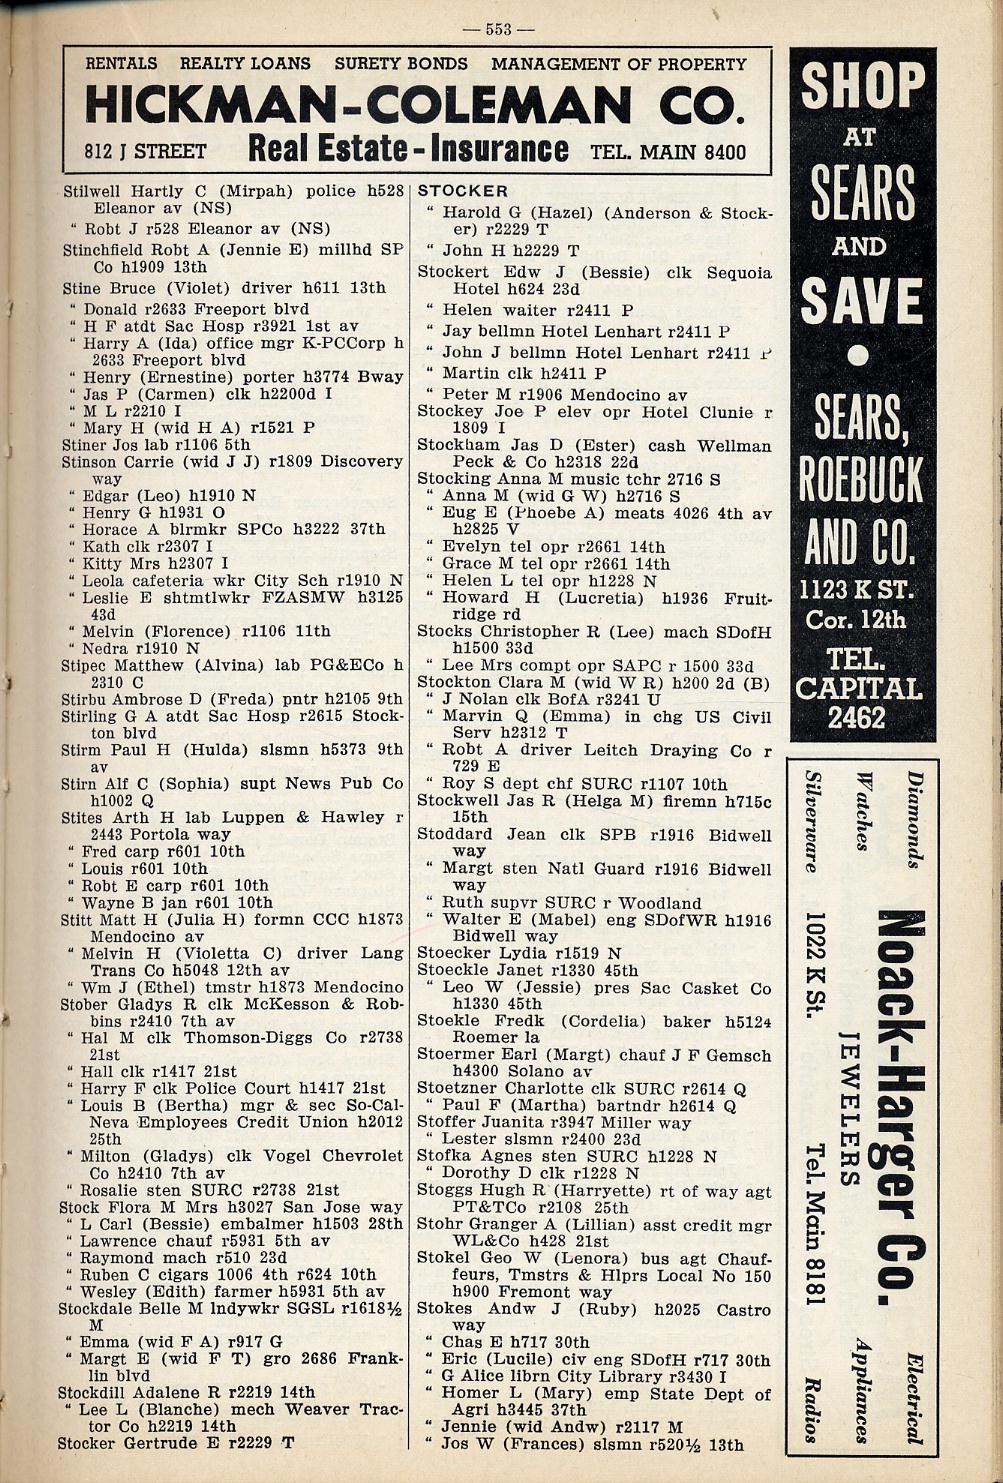 — 553 —
RENTALS REALTY LOANS SURETY BONDS MANAGEMENT OF PROPERTY
HICKMAN-COLEMAN CO.
812 J STREET Real Estate - Insurance TEL. MAIN 8400
Stilwell Hartly C (Mirpah) police h528
Eleanor av (NS)
" Robt J r528 Eleanor av (NS)
Stinchfield Robt A (Jennie E) millhd SP
Co h1909 13th
Stine Bruce (Violet) driver h611 13th
" Donald r2633 Freeport blvd
" H F atdt Sac Hosp r3921 1st av
" Harry A (Ida) office mgr K-PCCorp h
2633 Freeport blvd
" Henry (Ernestine) porter h3774 Bway
" Jas P (Carmen) clk h2200d I
" M L r2210 I
" Mary H (wid H A) r1521 P
Stiner Jos lab r1106 5th
Stinson Carrie (wid J J) r1809 Discovery
way
" Edgar (Leo) h1910 N
" Henry G h1931 O
" Horace A blrmkr SPCo h3222 37th
" Kath clk r2307 I
" Kitty Mrs h2307 I
" Leola cafeteria wkr City Sch r1910 N
" Leslie E shtmtlwkr FZASMW h3125
43d
" Melvin (Florence) r1106 11th
" Nedra r1910 N
Stipec Matthew (Alvina) lab PG&ECo h
2310 C
Stirbu Ambrose D (Freda) pntr h2105 9th
Stirling G A atdt Sac Hosp r2615 Stock-
ton blvd
Stirm Paul H (Hulda) slsmn h5373 9th
av
Stirn Alf C (Sophia) supt News Pub Co
h1002 Q
Stites Arth H lab Luppen & Hawley r
2443 Portola way
" Fred carp r601 10th
" Louis r601 10th
" Robt E carp r601 10th
" Wayne B jan r601 10th
Stitt Matt H (Julia H) formn CCC h1873
Mendocino av
" Melvin H (Violetta C) driver Lang
Trans Co h5048 12th av
" Wm J (Ethel) tmstr h1873 Mendocino
Stober Gladys R clk McKesson & Rob-
bins r2410 7th av
" Hal M clk Thomson-Diggs Co r2738
21st
" Hall clk r1417 21st
" Harry F clk Police Court h1417 21st
" Louis B (Bertha) mgr & sec So-Cal-
Neva Employees Credit Union h2012
25th
" Milton (Gladys) clk Vogel Chevrolet
Co h2410 7th av
" Rosalie sten SURC r2738 21st
Stock Flora M Mrs h3027 San Jose way
" L Carl (Bessie) embalmer h1503 28th
" Lawrence chauf r5931 5th av
" Raymond mach r510 23d
" Ruben C cigars 1006 4th r624 10th
" Wesley (Edith) farmer h5931 5th av
Stockdale Belle M lndywkr SGSL r1618½
M
" Emma (wid F A) r917 G
" Margt E (wid F T) gro 2686 Frank-
lin blvd
Stockdill Adalene R r2219 14th
" Lee L (Blanche) mech Weaver Trac-
tor Co h2219 14th
Stocker Gertrude E r2229 T
STOCKER
" Harold G (Hazel) (Anderson & Stock-
er) r2229 T
" John H h2229 T
Stockert Edw J (Bessie) clk Sequoia
Hotel h624 23d
" Helen waiter r2411 P
" Jay bellmn Hotel Lenhart r2411 P
" John J bellmn Hotel Lenhart r2411 P
" Martin clk h2411 P
" Peter M r1906 Mendocino av
Stockey Joe P elev opr Hotel Clunie r
1809 I
Stockham Jas D (Ester) cash Wellman
Peck & Co h2318 22d
Stocking Anna M music tchr 2716 S
" Anna M (wid G W) h2716 S
" Eug E (Phoebe A) meats 4026 4th av
h2825 V
" Evelyn tel opr r2661 14th
" Grace M tel opr r2661 14th
" Helen L tel opr h1228 N
" Howard H (Lucretia) h1936 Fruit-
ridge rd
Stocks Christopher R (Lee) mach SDofH
h1500 33d
" Lee Mrs compt opr SAPC r 1500 33d
Stockton Clara M (wid W R) h200 2d (B)
" J Nolan clk BofA r3241 U
" Marvin Q (Emma) in chg US Civil
Serv h2312 T
" Robt A driver Leitch Draying Co r
729 E
" Roy S dept chf SURC r1107 10th
Stockwell Jas R (Helga M) firemn h715c
15th
Stoddard Jean clk SPB r1916 Bidwell
way
" Margt sten Natl Guard r1916 Bidwell
way
" Ruth supvr SURC r Woodland
" Walter E (Mabel) eng SDofWR h1916
Bidwell way
Stoecker Lydia r1519 N
Stoeckle Janet r1330 45th
" Leo W (Jessie) pres Sac Casket Co
h1330 45th
Stoekle Fredk (Cordelia) baker h5124
Roemer la
Stoermer Earl (Margt) chauf J F Gemsch
h4300 Solano av
Stoetzner Charlotte clk SURC r2614 Q
" Paul F (Martha) bartndr h2614 Q
Stoffer Juanita r3947 Miller way
" Lester slsmn r2400 23d
Stofka Agnes sten SURC h1228 N
" Dorothy D clk r1228 N
Stoggs Hugh R (Harryette) rt of way agt
PT&TCo r2108 25th
Stohr Granger A (Lillian) asst credit mgr
WL&Co h428 21st
Stokel Geo W (Lenora) bus agt Chauf-
feurs, Tmstrs & Hlprs Local No 150
h900 Fremont way
Stokes Andw J (Ruby) h2025 Castro
way
" Chas E h717 30th
" Eric (Lucile) civ eng SDofH r717 30th
" G Alice librn City Library r3430 I
" Homer L (Mary) emp State Dept of
Agri h3445 37th
" Jennie (wid Andw) r2117 M
" Jos W (Frances) slsmn r520½ 13th
SHOP
AT
SEARS
AND
SAVE
SEARS,
ROEBUCK
AND CO.
1123 K ST.
Cor. 12th
TEL.
CAPITAL
2462
Diamonds
Watches
Silverware
Noack-Harger Co.
JEWELERS
1022 K St. Tel. Main 8181
Electrical
Appliances
Radios